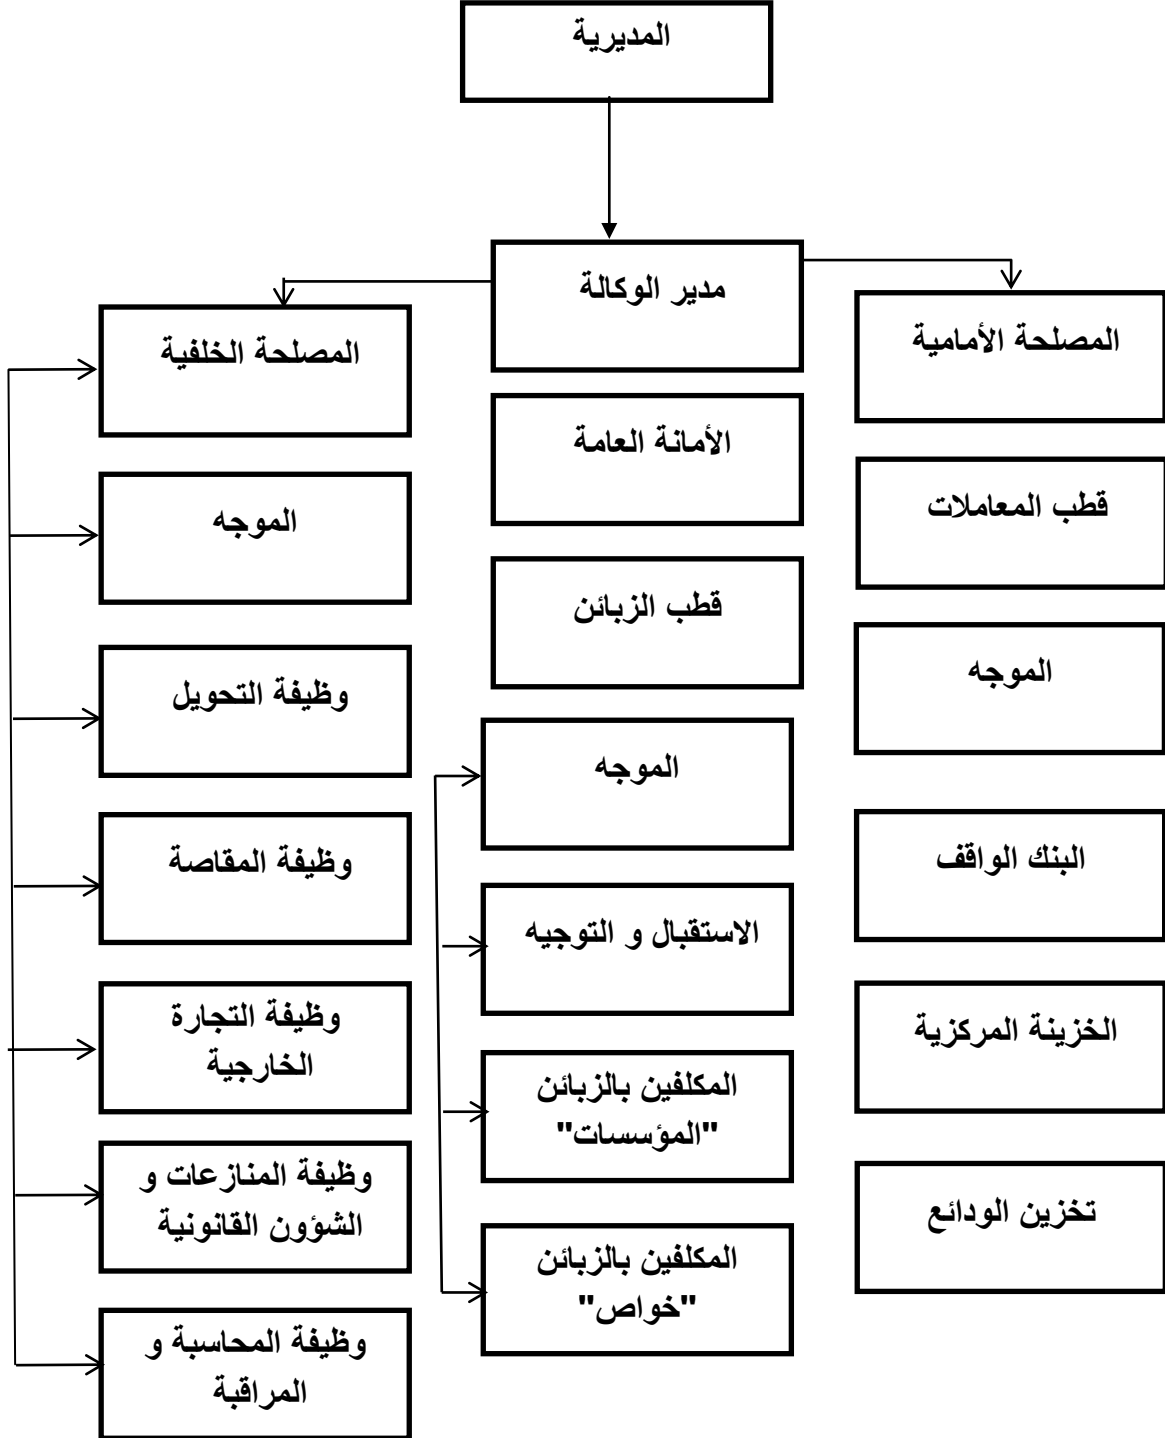 المديرية
مدير الوكالة
المصلحة الأمامية
قطب المعاملات
الموجه
البنك الواقف
الخزينة المركزية
تخزين الودائع
الأمانة العامة
قطب الزبائن
الموجه
الاستقبال و التوجيه
المكلفين بالزبائن
"المؤسسات"
المكلفين بالزبائن
"خواص"
المصلحة الخلفية
الموجه
وظيفة التحويل
وظيفة المقاصة
وظيفة التجارة
الخارجية
وظيفة المنازعات و
الشؤون القانونية
وظيفة المحاسبة و
المراقبة